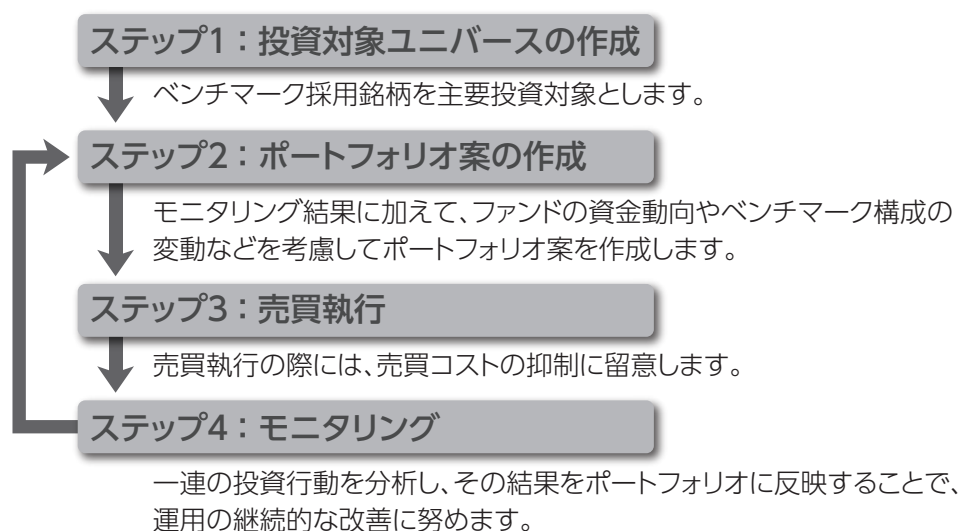 ステップ1：投資対象ユニバースの作成
ベンチマーク採用銘柄を主要投資対象とします。
ステップ2：ポートフォリオ案の作成
モニタリング結果に加えて、ファンドの資金動向やベンチマーク構成の
変動などを考慮してポートフォリオ案を作成します。
ステップ3：売買執行
売買執行の際には、売買コストの抑制に留意します。
ステップ4：モニタリング
一連の投資行動を分析し、その結果をポートフォリオに反映することで、
運用の継続的な改善に努めます。